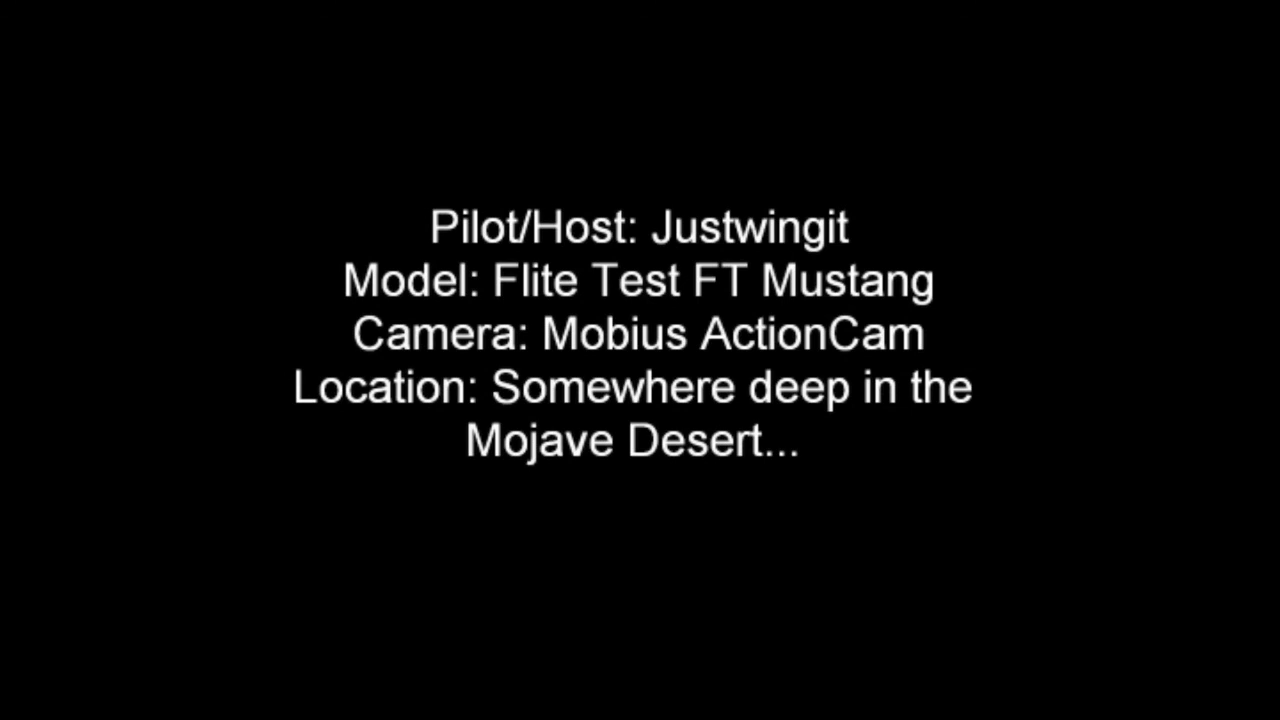 Pilot/Host: Justwingit
Model: Flite Test FT Mustang
Camera: Mobius ActionCam
Location: Somewhere deep in the
Mojave Desert...